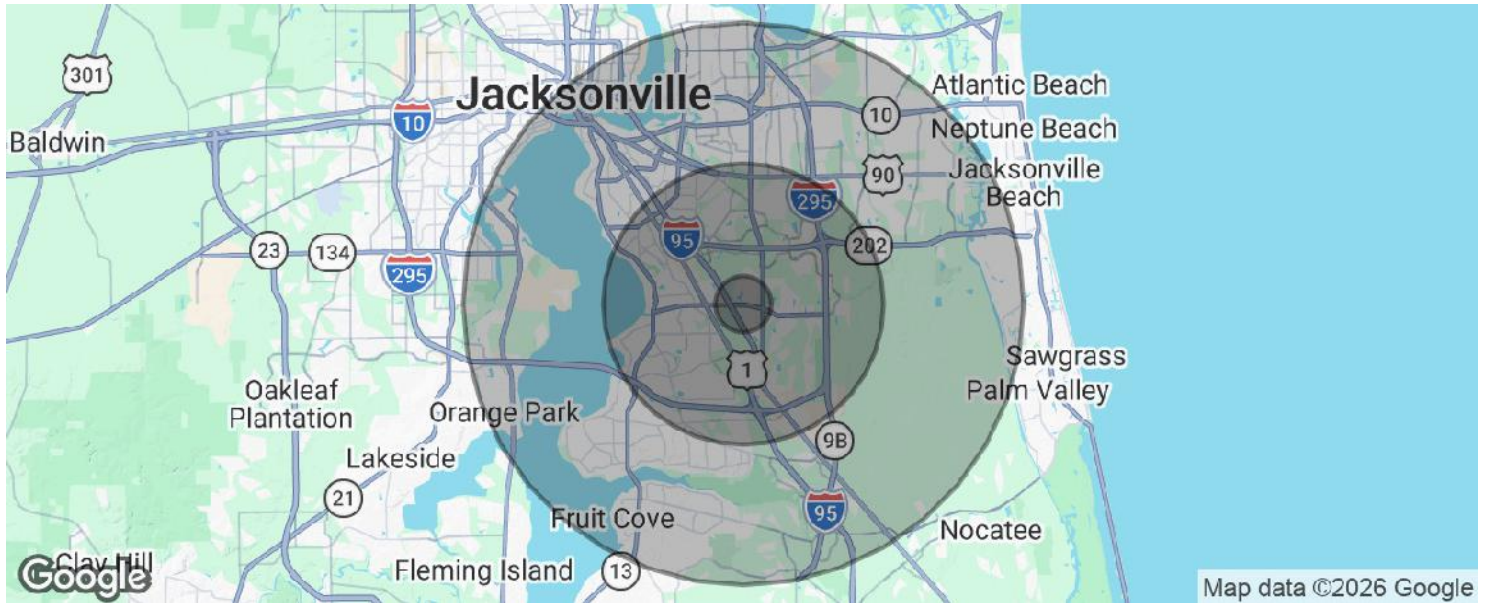 301
Jacksonville
Atlantic Beach
10
10
Baldwin
Neptune Beach
90
Jacksonville
Beach
295
95
202
23
134
295
Sawgrass
1
Palm Valley
Oakleaf
Plantation
Orange Park
9B
Lakeside
21
95
Fruit Cove
Nocatee
Clay Hill
Fleming Island
13
Google
Map data ©2026 Google